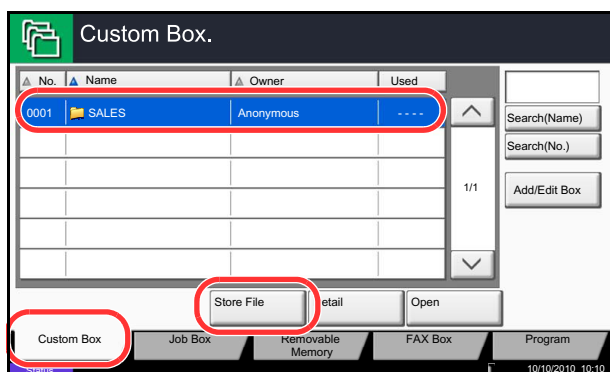 Custom Box.
No. Name Owner Used
0001 SALES Anonymous ----
Search(Name)
Search(No.)
1/1
Add/Edit Box
Store File etail Open
Custom Box Job Box Removable Memory FAX Box Program
Status 10/10/2010 10:10